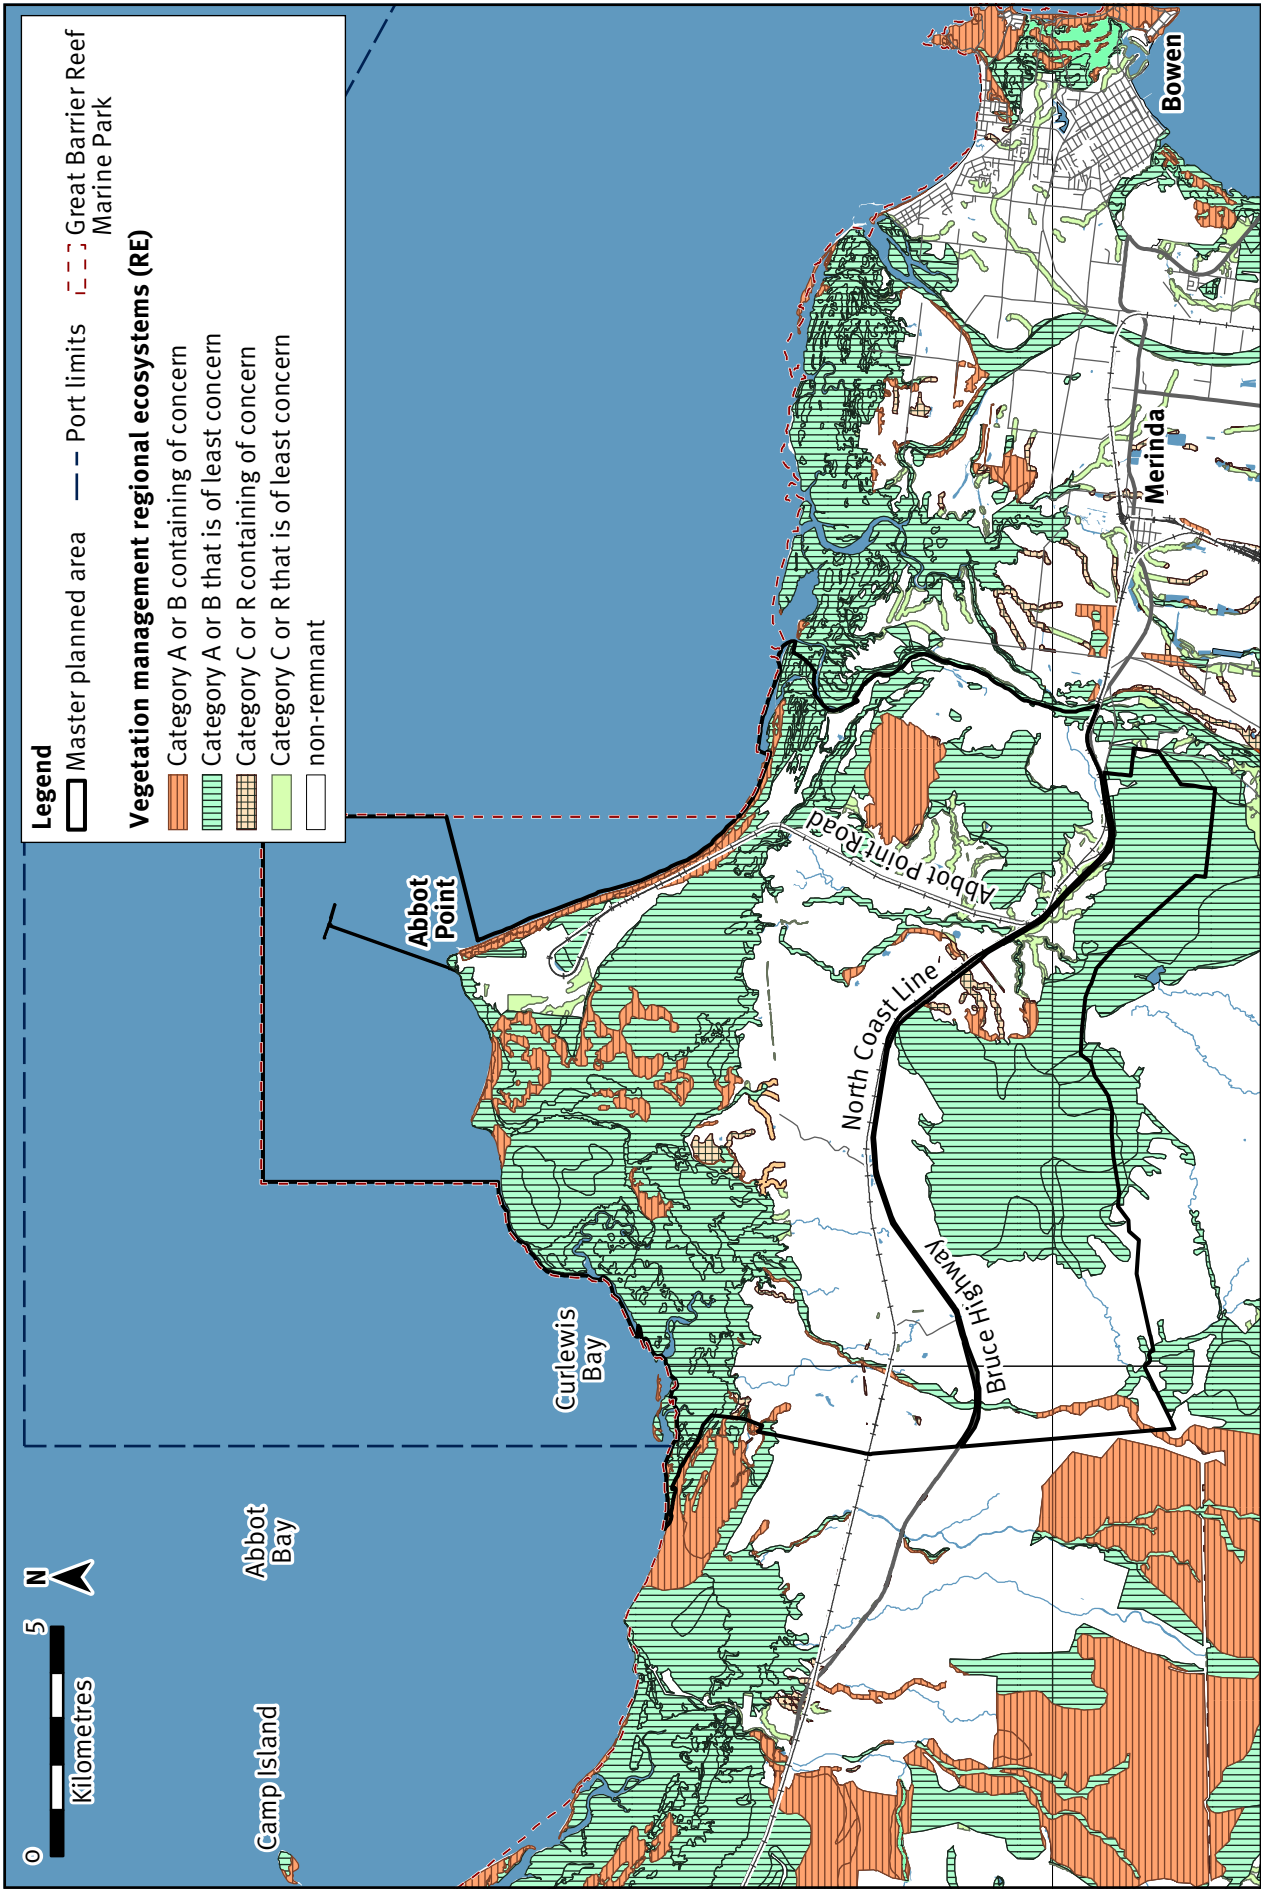 Legend
Master planned area
Port limits
Great Barrier Reef
Marine Park
Vegetation management regional ecosystems (RE)
Category A or B containing of concern
Category A or B that is of least concern
Category C or R containing of concern
Category C or R that is of least concern
non-remnant
0 5
Kilometres
N
Camp Island
Abbot
Bay
Curlewis
Bay
Abbot
Point
Abbot Point Road
North Coast Line
Bruce Highway
Merinda
Bowen